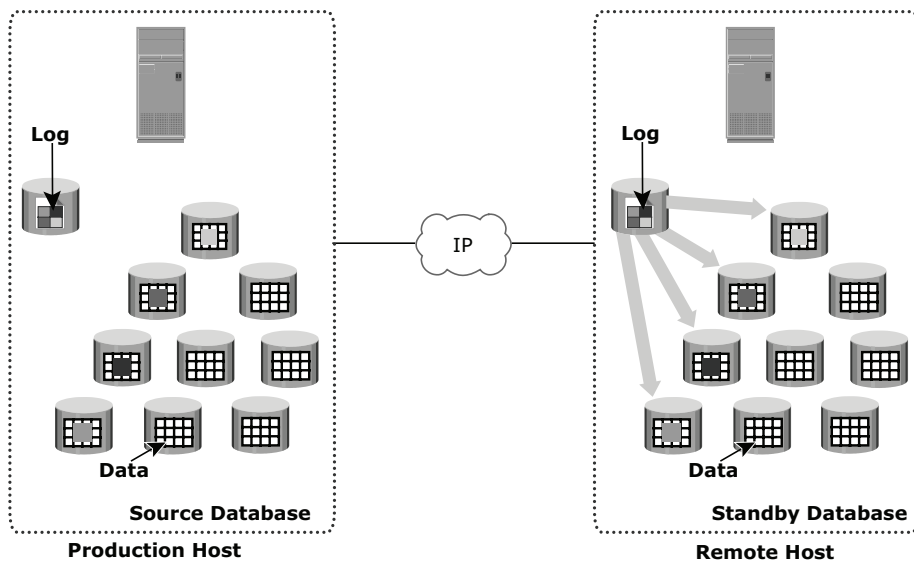 Log
Log
IP
Data
Data
Source Database
Standby Database
Production Host
Remote Host